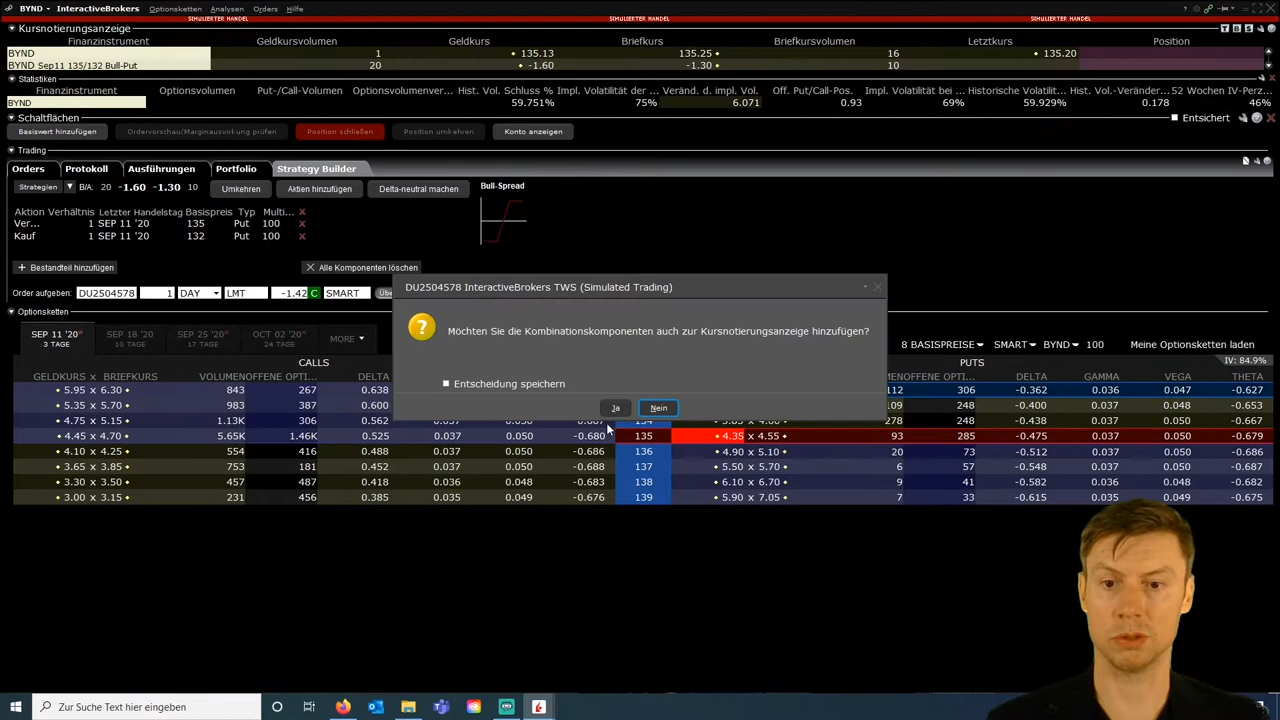 BYND InteractiveBrokers Optionsketten Analysen Orders Hilfe
SIMULIERTER HANDEL SIMULIERTER HANDEL SIMULIERTER HANDEL
Kursnotierungsanzeige
Finanzinstrument Geldkursvolumen Geldkurs Briefkurs Briefkursvolumen Letztkurs Position
BYND 1 135.13 135.25 16 135.20
BYND Sep11 135/132 Bull-Put 20 -1.60 -1.30 10
Statistiken
Finanzinstrument Optionsvolumen Put-/Call-Volumen Optionsvolumenver... Hist. Vol. Schluss % Impl. Volatilität der ... Veränd. d. impl. Vol. Off. Put/Call-Pos. Impl. Volatilität bei ... Historische Volatilit... Hist. Vol.-Veränder... 52 Wochen IV-Perz...
BYND 59.751% 75% 6.071 0.93 69% 59.929% 0.178 46%
Schaltflächen
Basiswert hinzufügen Ordervorschau/Marginauswirkung prüfen Position schließen Position umkehren Konto anzeigen Entsichert
Trading
Orders Protokoll Ausführungen Portfolio Strategy Builder
Strategien B/A: 20 -1.60 -1.30 10 Umkehren Aktien hinzufügen Delta-neutral machen Bull-Spread
Aktion Verhältnis Letzter Handelstag Basispreis Typ Multi...
Ver... 1 SEP 11 '20 135 Put 100
Kauf 1 SEP 11 '20 132 Put 100
+ Bestandteil hinzufügen Alle Komponenten löschen
Order aufgeben: DU2504578 1 DAY LMT -1.42 C SMART
DU2504578 InteractiveBrokers TWS (Simulated Trading)
Möchten Sie die Kombinationskomponenten auch zur Kursnotierungsanzeige hinzufügen?
Entscheidung speichern
Ja Nein
Optionsketten
SEP 11 '20 SEP 18 '20 SEP 25 '20 OCT 02 '20 MORE 8 BASISPREISE SMART BYND 100 Meine Optionsketten laden
3 TAGE 10 TAGE 17 TAGE 24 TAGE
CALLS PUTS IV: 84.9%
GELDKURS x BRIEFKURS VOLUMEN OFFENE OPTI... DELTA MEN OFFENE OPTI... DELTA GAMMA VEGA THETA
5.95 x 6.30 843 267 0.638 112 306 -0.362 0.036 0.047 -0.627
5.35 x 5.70 983 387 0.600 109 248 -0.400 0.036 0.048 -0.653
4.75 x 5.15 1.13K 306 0.562 278 248 -0.438 0.037 0.049 -0.668
4.45 x 4.70 5.65K 1.46K 0.525 0.037 0.050 -0.680 135 4.35 x 4.55 93 285 -0.475 0.037 0.050 -0.679
4.10 x 4.25 554 416 0.488 0.037 0.050 -0.686 136 4.90 x 5.10 20 73 -0.512 0.037 0.050 -0.686
3.65 x 3.85 753 181 0.452 0.037 0.050 -0.688 137 5.50 x 5.70 6 57 -0.548 0.037 0.050 -0.687
3.30 x 3.50 457 487 0.418 0.036 0.048 -0.683 138 6.10 x 6.70 9 41 -0.582 0.036 0.050 -0.682
3.00 x 3.15 231 456 0.385 0.035 0.049 -0.676 139 5.90 x 7.05 7 33 -0.615 0.035 0.049 -0.675
Zur Suche Text hier eingeben